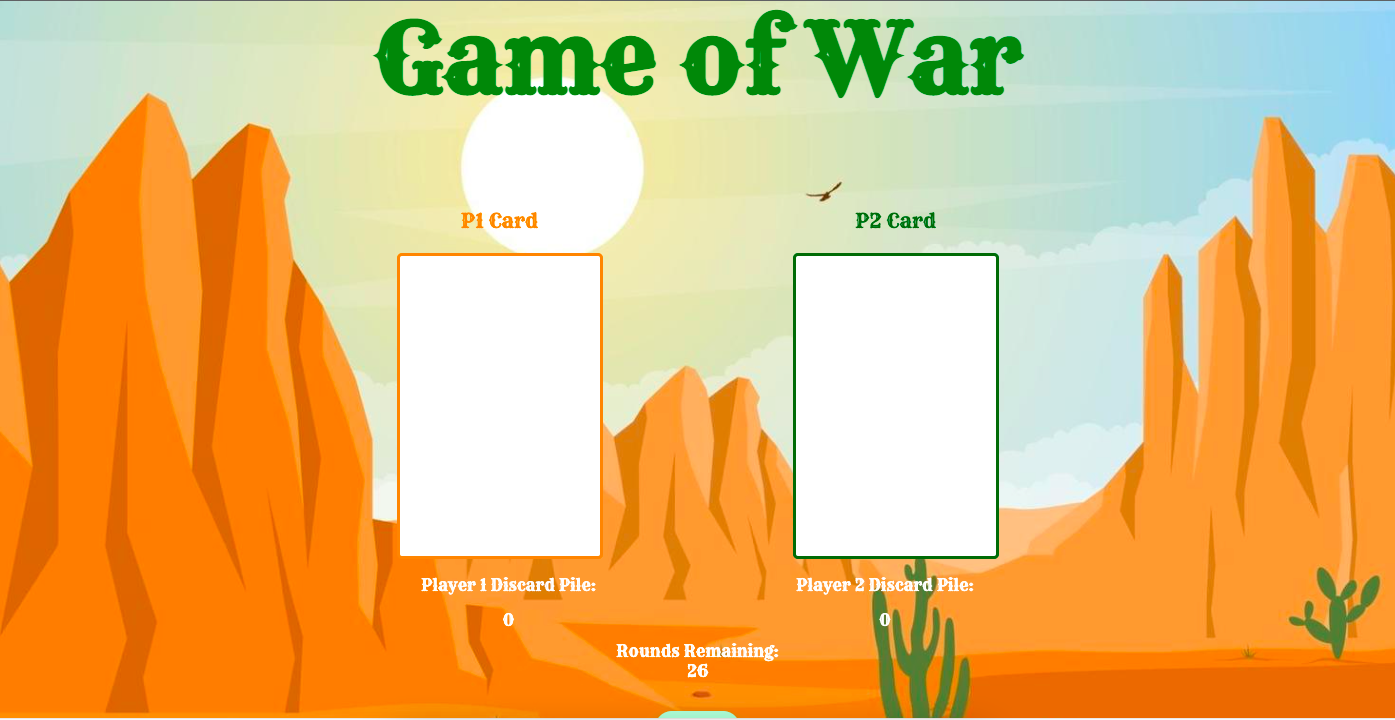 Game of War
P1 Card
P2 Card
Player 1 Discard Pile:
Player 2 Discard Pile:
0
0
Rounds Remaining:
26